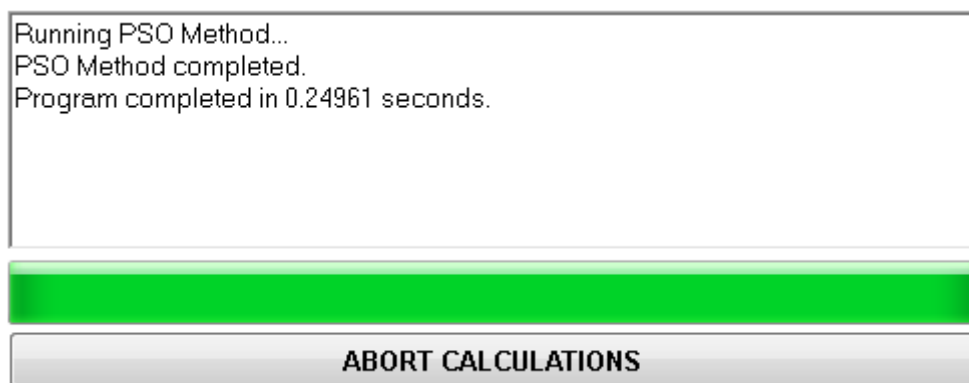 Running PSO Method...
PSO Method completed.
Program completed in 0.24961 seconds.
ABORT CALCULATIONS